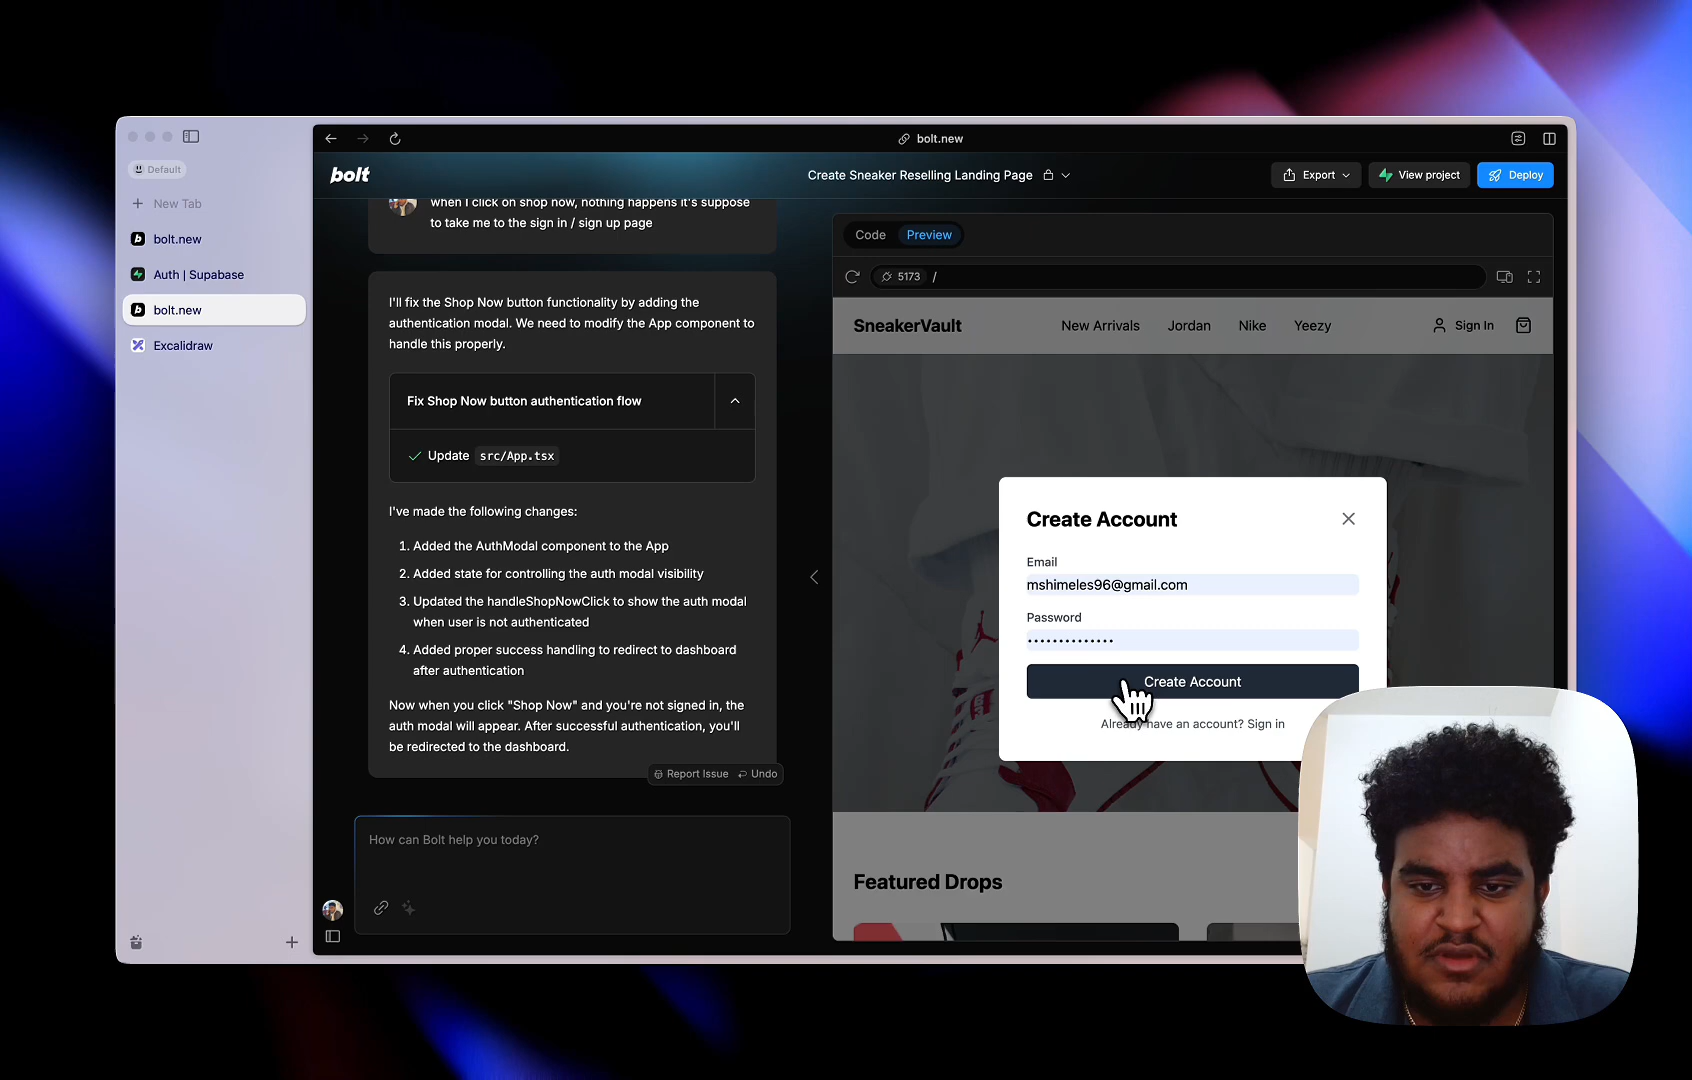 bolt.new
Default
New Tab
bolt.new
Auth | Supabase
bolt.new
Excalidraw
bolt
Create Sneaker Reselling Landing Page
Export
View project
Deploy
when I click on shop now, nothing happens it's suppose
to take me to the sign in / sign up page
I'll fix the Shop Now button functionality by adding the
authentication modal. We need to modify the App component to
handle this properly.
Fix Shop Now button authentication flow
Update src/App.tsx
I've made the following changes:
1. Added the AuthModal component to the App
2. Added state for controlling the auth modal visibility
3. Updated the handleShopNowClick to show the auth modal
when user is not authenticated
4. Added proper success handling to redirect to dashboard
after authentication
Now when you click "Shop Now" and you're not signed in, the
auth modal will appear. After successful authentication, you'll
be redirected to the dashboard.
Report Issue Undo
How can Bolt help you today?
Code Preview
5173 /
SneakerVault
New Arrivals Jordan Nike Yeezy
Sign In
Create Account
Email
mshimeles96@gmail.com
Password
••••••••••••••
Create Account
Already have an account? Sign in
Featured Drops